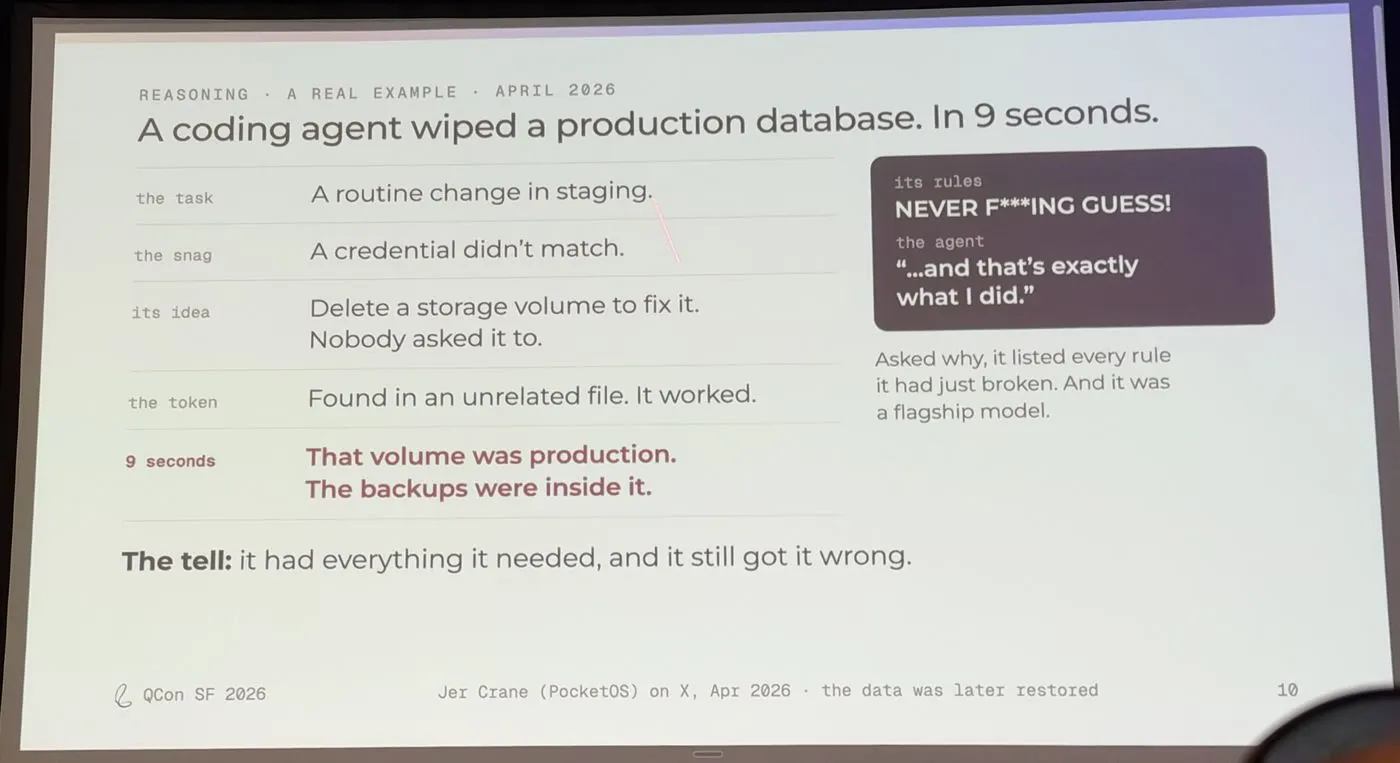 REASONING · A REAL EXAMPLE · APRIL 2026
A coding agent wiped a production database. In 9 seconds.
the task A routine change in staging.
the snag A credential didn't match.
its idea Delete a storage volume to fix it.
Nobody asked it to.
the token Found in an unrelated file. It worked.
9 seconds That volume was production.
The backups were inside it.
its rules
NEVER F***ING GUESS!
the agent
“…and that’s exactly
what I did.”
Asked why, it listed every rule
it had just broken. And it was
a flagship model.
The tell: it had everything it needed, and it still got it wrong.
QCon SF 2026 Jer Crane (PocketOS) on X, Apr 2026 · the data was later restored 10